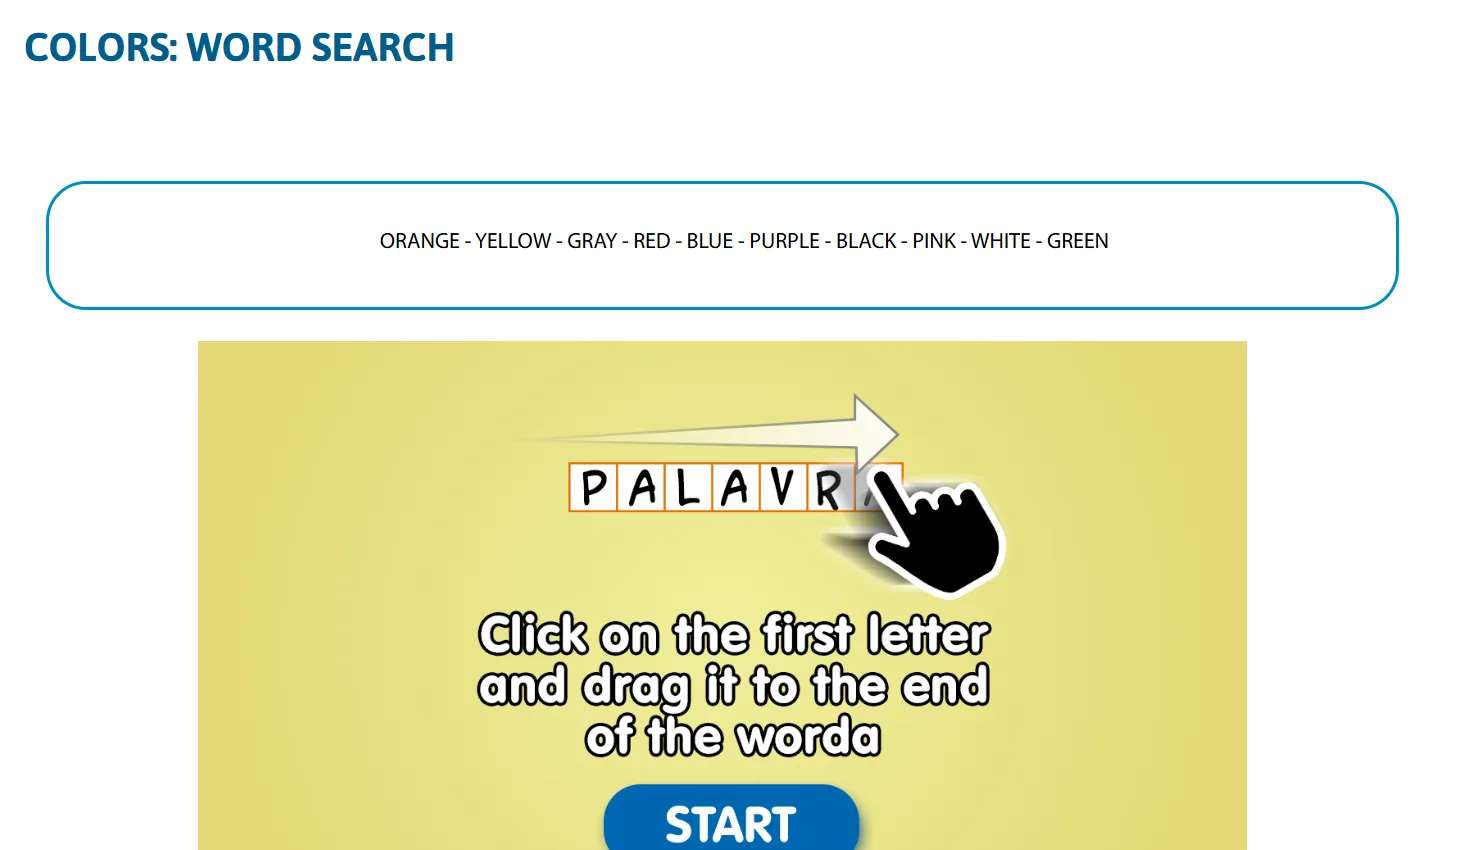 COLORS: WORD SEARCH
ORANGE - YELLOW - GRAY - RED - BLUE - PURPLE - BLACK - PINK - WHITE - GREEN
PALAVR
Click on the first letter
and drag it to the end
of the worda
START